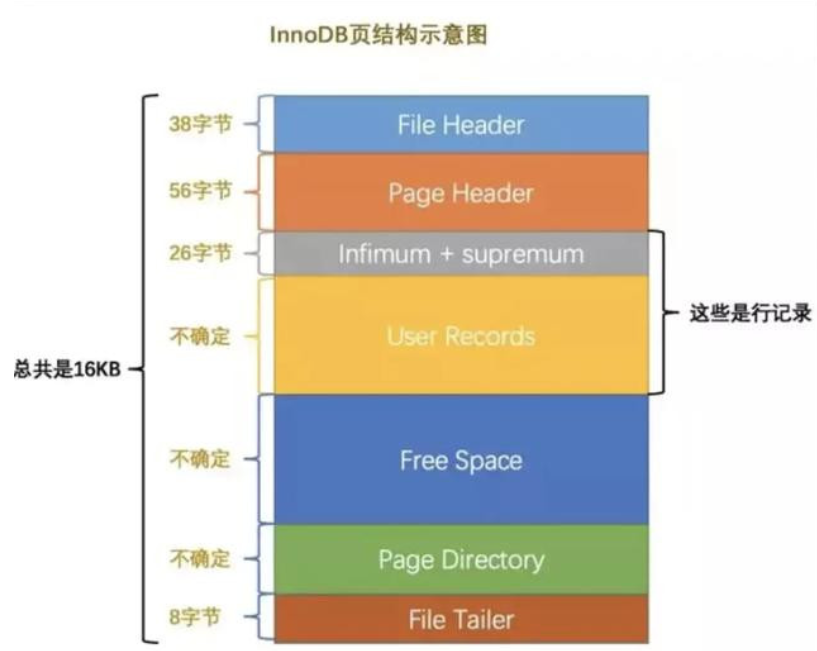 InnoDB页结构示意图
38字节
File Header
56字节
Page Header
26字节
Infimum + supremum
不确定
User Records
这些是行记录
总共是16KB
不确定
Free Space
不确定
Page Directory
8字节
File Tailer